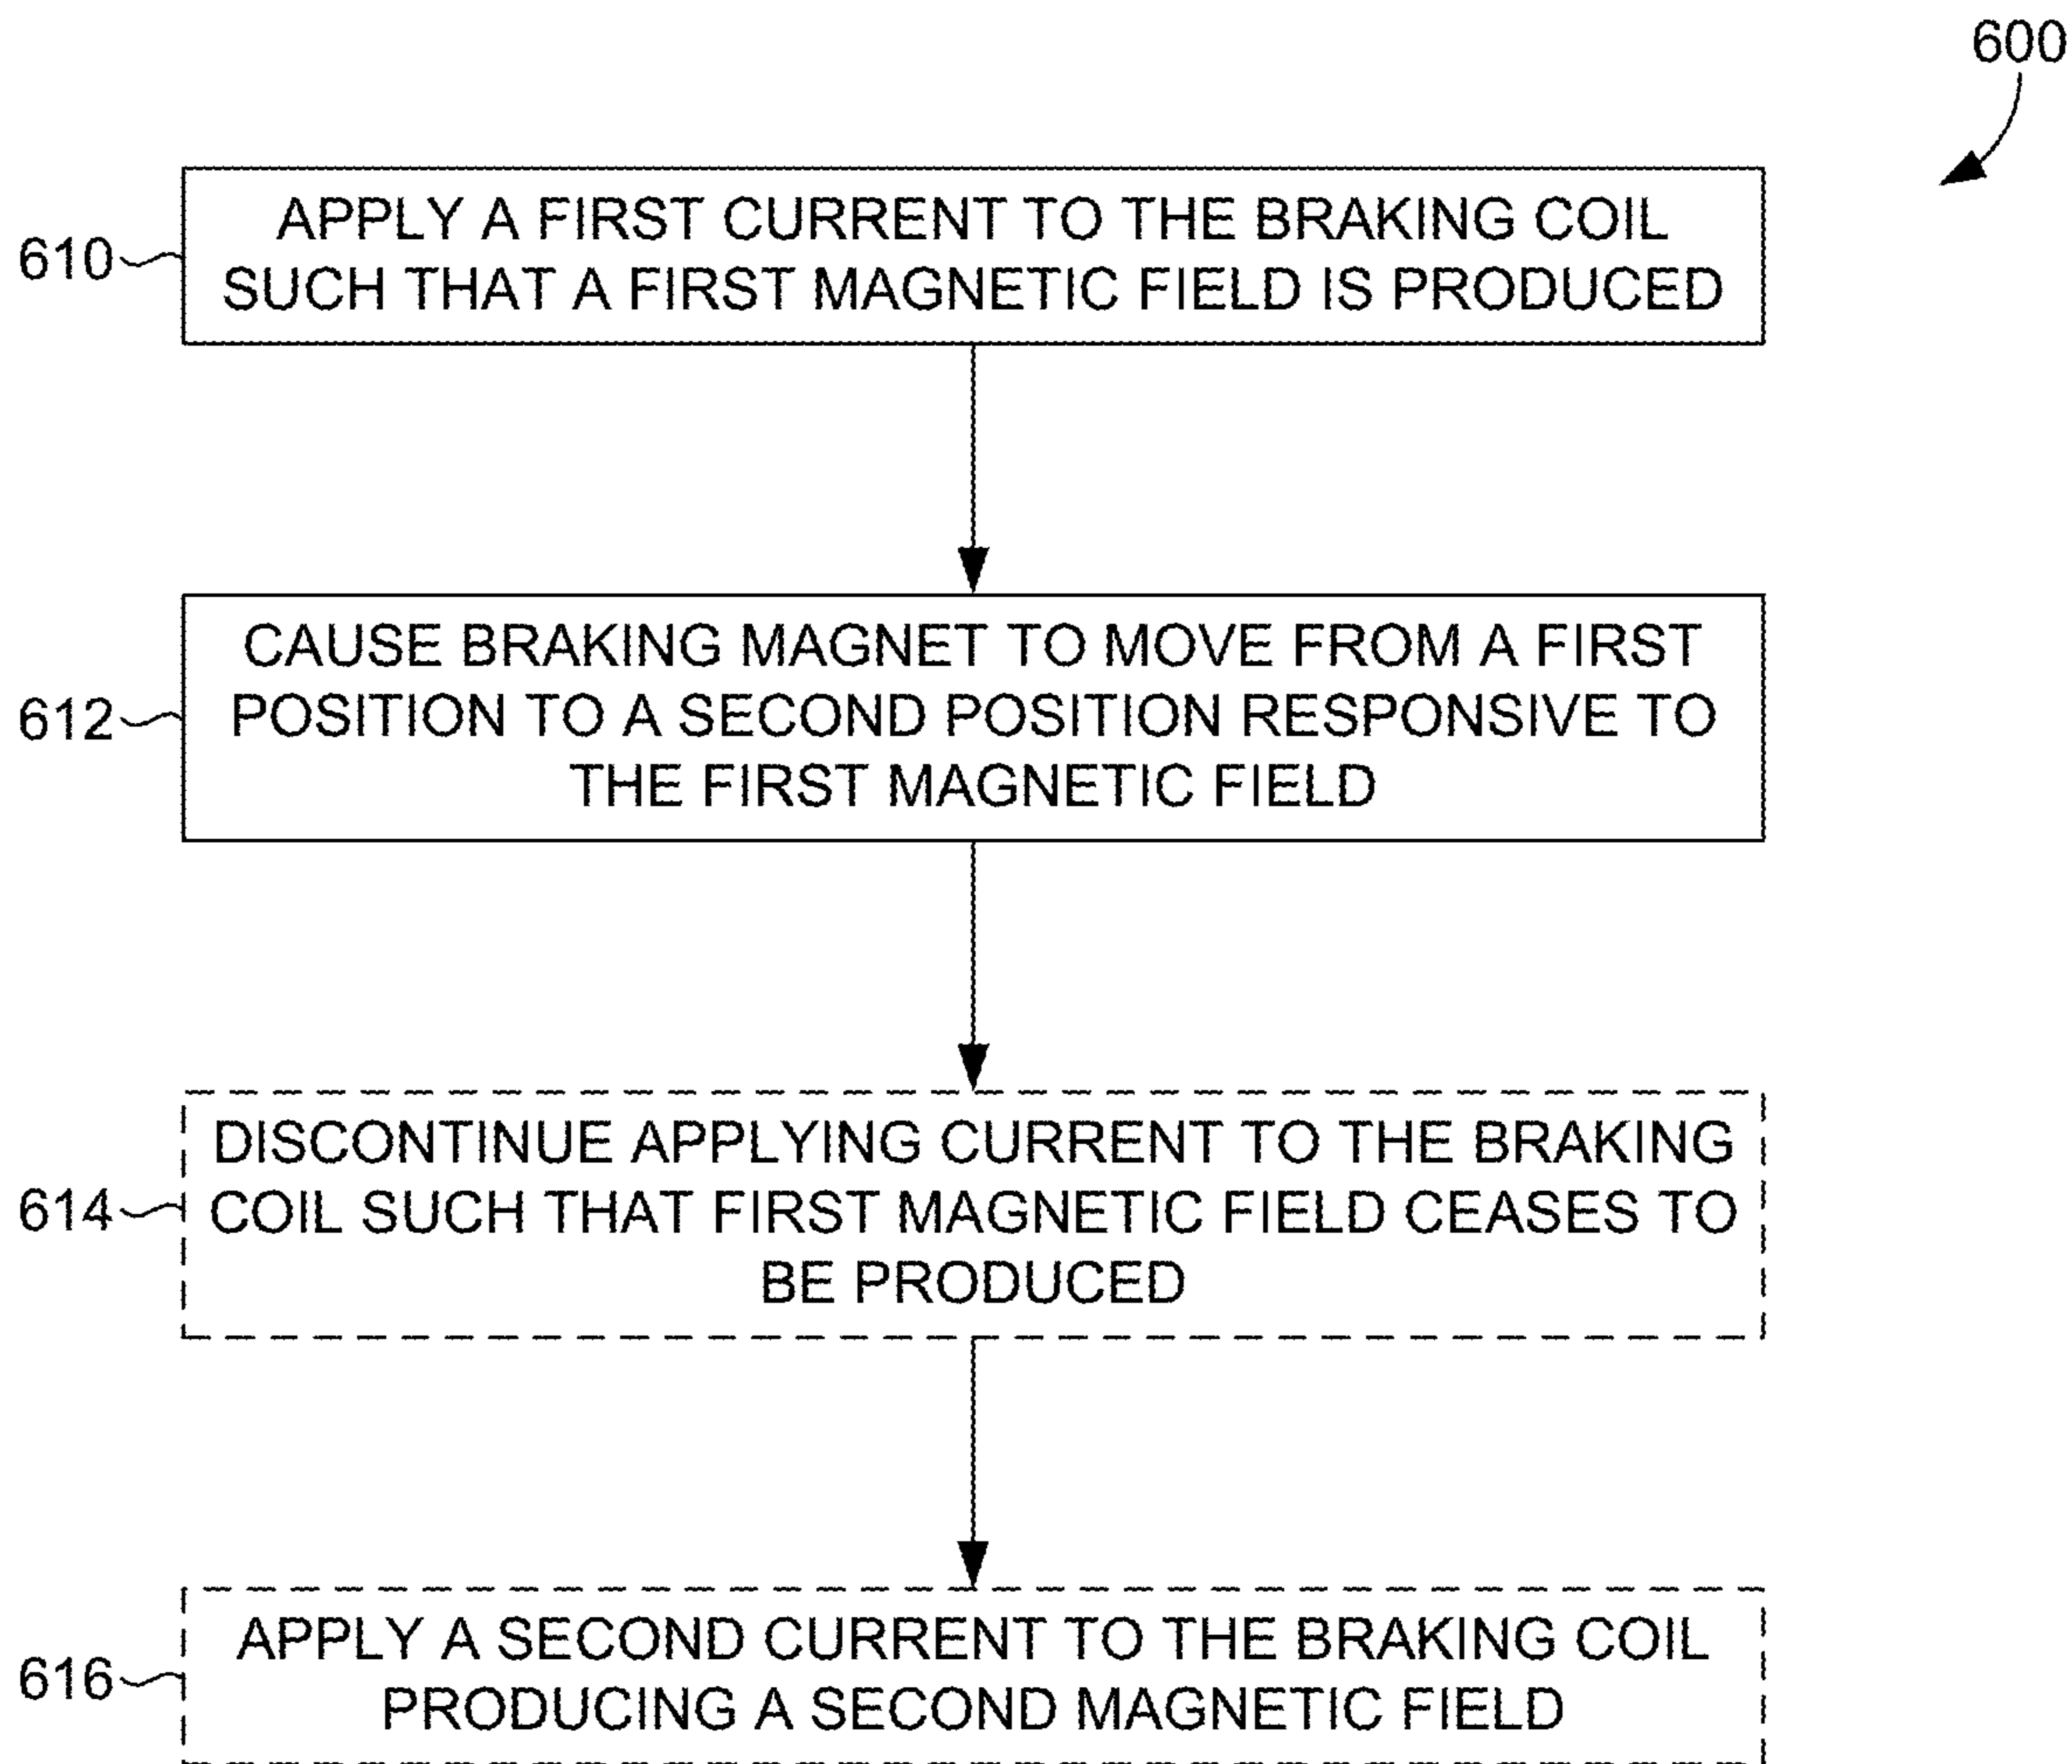 600
610
APPLY A FIRST CURRENT TO THE BRAKING COIL
SUCH THAT A FIRST MAGNETIC FIELD IS PRODUCED
612
CAUSE BRAKING MAGNET TO MOVE FROM A FIRST
POSITION TO A SECOND POSITION RESPONSIVE TO
THE FIRST MAGNETIC FIELD
614
DISCONTINUE APPLYING CURRENT TO THE BRAKING
COIL SUCH THAT FIRST MAGNETIC FIELD CEASES TO
BE PRODUCED
616
APPLY A SECOND CURRENT TO THE BRAKING COIL
PRODUCING A SECOND MAGNETIC FIELD